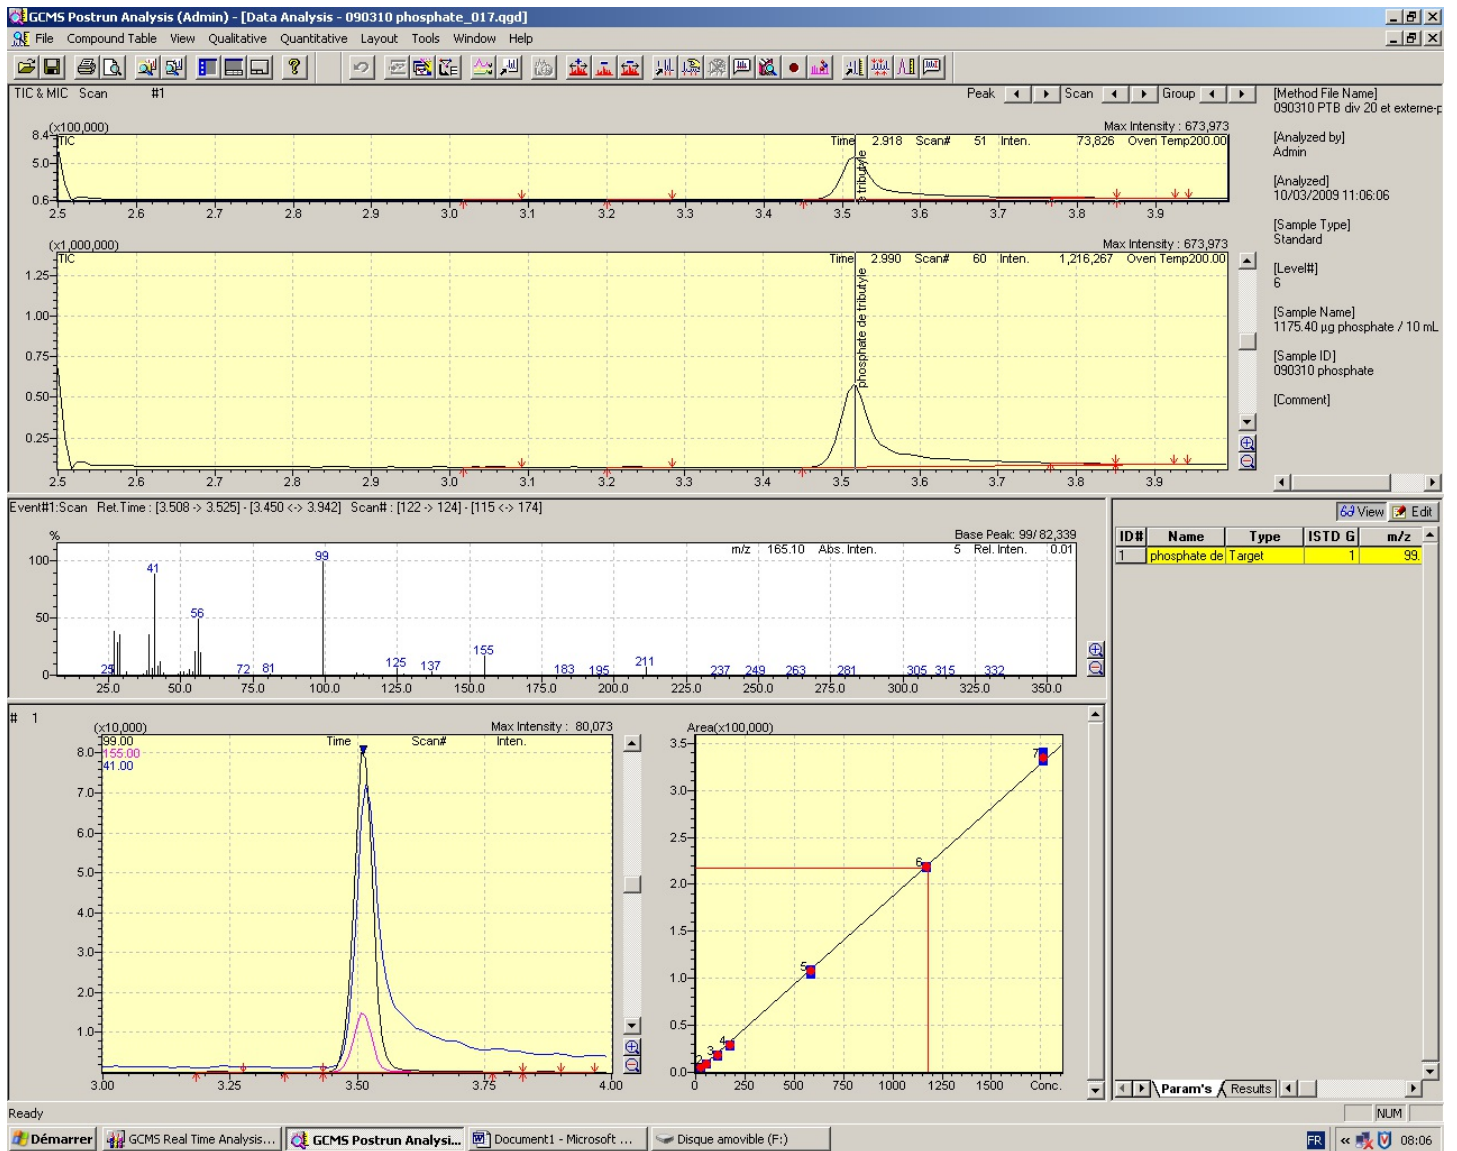 GCMS Postrun Analysis (Admin) - [Data Analysis - 090310 phosphate_017.qgd]
File Compound Table View Qualitative Quantitative Layout Tools Window Help
TIC & MIC Scan #1
Peak Scan Group
(x100,000)
Max Intensity : 673,973
TIC
Time 2.918 Scan# 51 Inten. 73,826 Oven Temp200.00
8.4
5.0
0.6
e tributyle
2.5 2.6 2.7 2.8 2.9 3.0 3.1 3.2 3.3 3.4 3.5 3.6 3.7 3.8 3.9
(x1,000,000)
Max Intensity : 673,973
TIC
Time 2.990 Scan# 60 Inten. 1,216,267 Oven Temp200.00
1.25
1.00
0.75
0.50
0.25
phosphate de tributyle
2.5 2.6 2.7 2.8 2.9 3.0 3.1 3.2 3.3 3.4 3.5 3.6 3.7 3.8 3.9
[Method File Name]
090310 PTB div 20 et externe-p
[Analyzed by]
Admin
[Analyzed]
10/03/2009 11:06:06
[Sample Type]
Standard
[Level#]
6
[Sample Name]
1175.40 µg phosphate / 10 mL
[Sample ID]
090310 phosphate
[Comment]
Event#1:Scan Ret.Time : [3.508 -> 3.525] - [3.450 <-> 3.942] Scan# : [122 -> 124] - [115 <-> 174]
%
Base Peak: 99/ 82,339
m/z 165.10 Abs. Inten. 5 Rel. Inten. 0.01
100
50
0
25 41 56 72 81 99 125 137 155 183 195 211 237 249 263 281 305 315 332
25.0 50.0 75.0 100.0 125.0 150.0 175.0 200.0 225.0 250.0 275.0 300.0 325.0 350.0
View Edit
ID# Name Type ISTD G m/z
1 phosphate de Target 1 99.
# 1
(x10,000)
Max Intensity : 80,073
99.00
155.00
41.00
Time Scan# Inten.
8.0
7.0
6.0
5.0
4.0
3.0
2.0
1.0
3.00 3.25 3.50 3.75 4.00
Area(x100,000)
3.5
3.0
2.5
2.0
1.5
1.0
0.5
0.0
2 3 4 5 6 7
0 250 500 750 1000 1250 1500 Conc.
Param's Results
Ready
NUM
Démarrer GCMS Real Time Analysis... GCMS Postrun Analysi... Document1 - Microsoft ... Disque amovible (F:) FR « 08:06